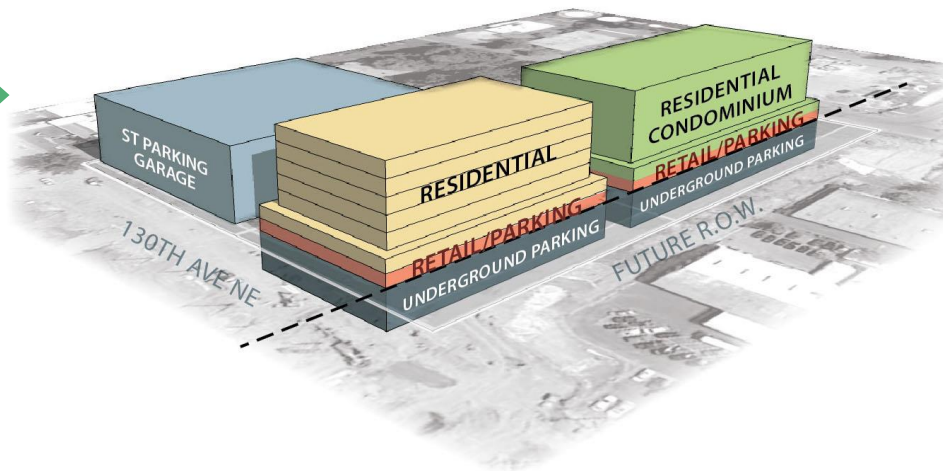 ST PARKING
GARAGE
RESIDENTIAL
RETAIL/PARKING
UNDERGROUND PARKING
RESIDENTIAL
CONDOMINIUM
RETAIL/PARKING
UNDERGROUND PARKING
130TH AVE NE
FUTURE R.O.W.